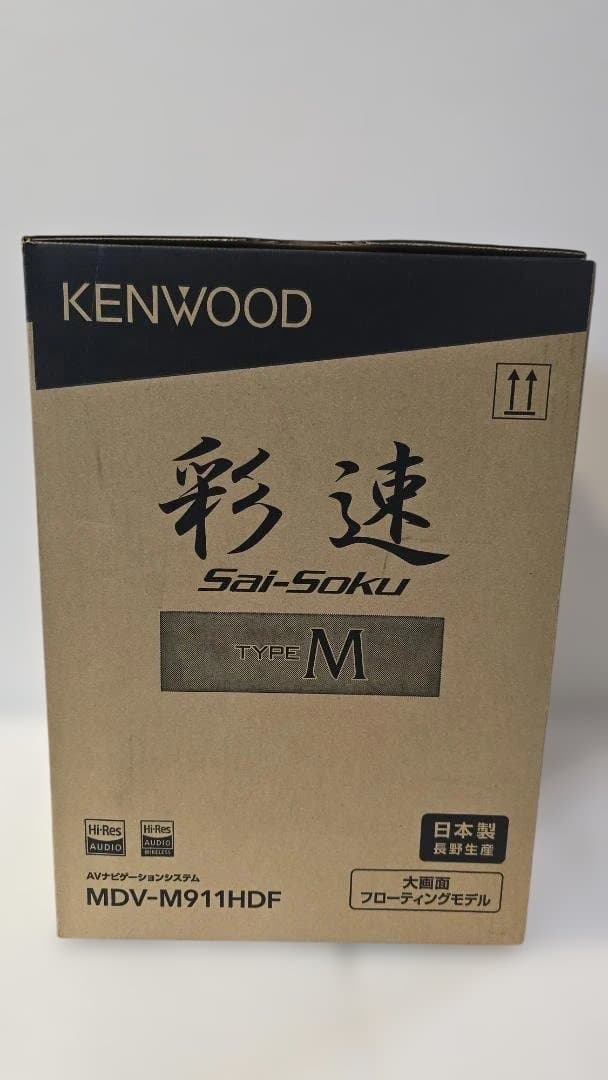 KENWOOD
彩速
Sai-Soku
TYPE M
Hi-Res
AUDIO
Hi-Res
AUDIO
WIRELESS
日本製
長野生産
AVナビゲーションシステム
MDV-M911HDF
大画面
フローティングモデル